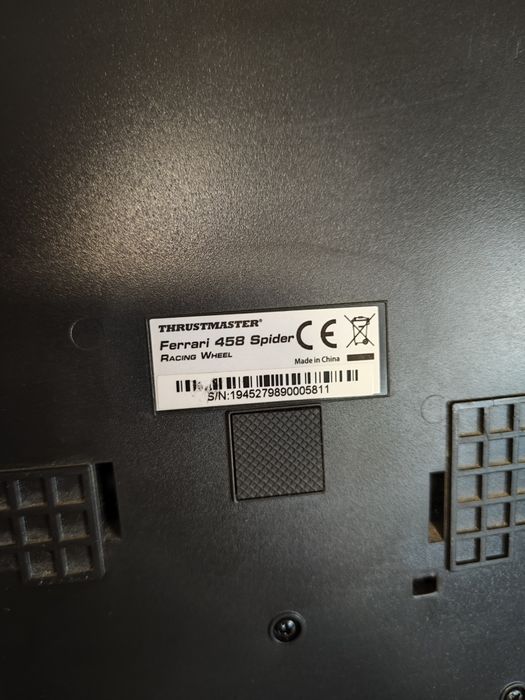 THRUSTMASTER®
Ferrari 458 Spider
RACING WHEEL
CE
Made in China
S/N:1945279890005811